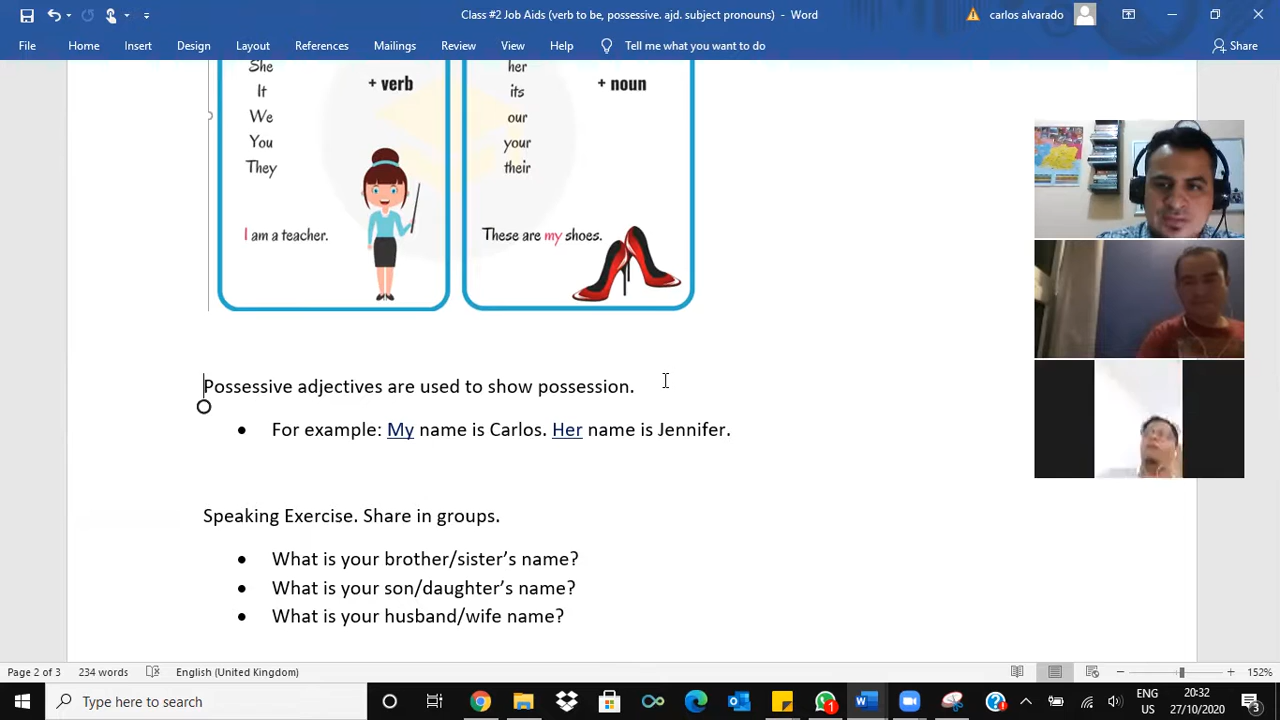 Class #2 Job Aids (verb to be, possessive. ajd. subject pronouns) - Word
carlos alvarado
File Home Insert Design Layout References Mailings Review View Help Tell me what you want to do Share
She
It
We
You
They
+ verb
I am a teacher.
her
its
our
your
their
+ noun
These are my shoes.
Possessive adjectives are used to show possession.
• For example: My name is Carlos. Her name is Jennifer.
Speaking Exercise. Share in groups.
• What is your brother/sister’s name?
• What is your son/daughter’s name?
• What is your husband/wife name?
Page 2 of 3 234 words English (United Kingdom) 152%
Type here to search
1
ENG
US
20:32
27/10/2020
3